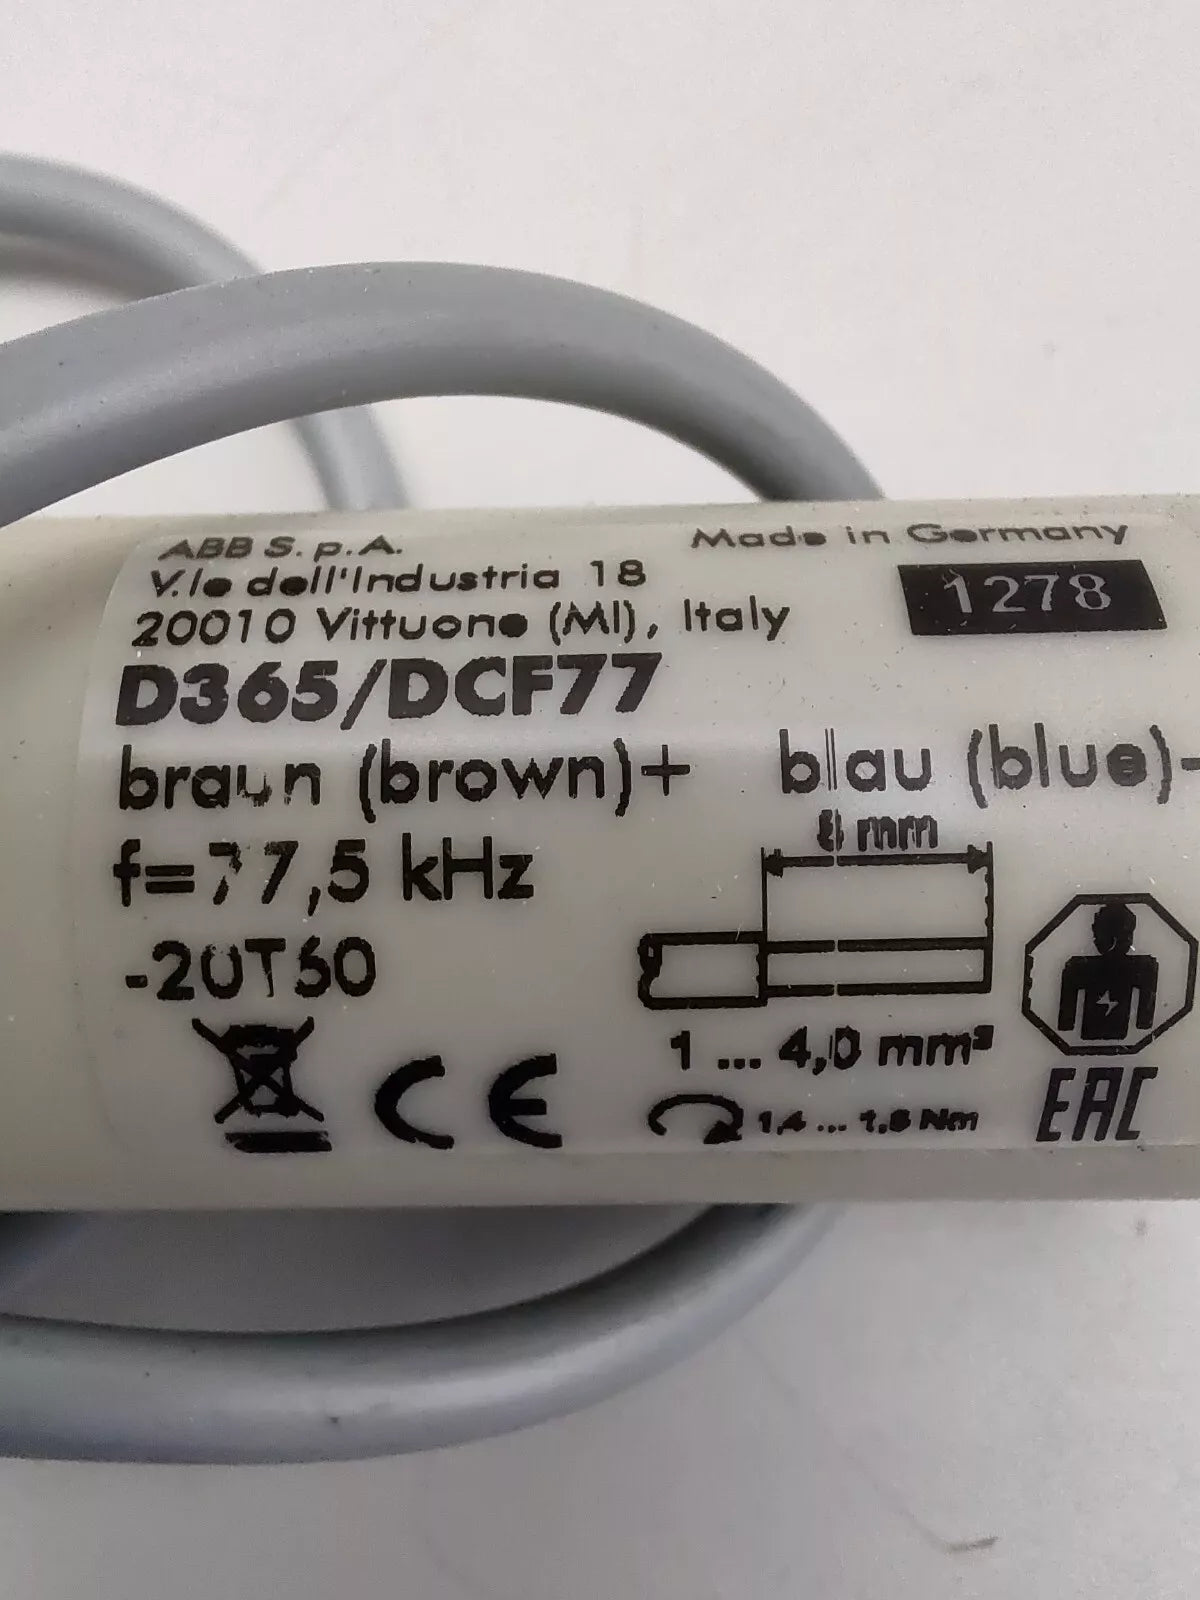 ABB S.p.A.
V.le dell'Industria 18
20010 Vittuone (MI), Italy
Made in Germany
1278
D365/DCF77
braun (brown)+ blau (blue)-
f=77,5 kHz
-20T60
8 mm
1 ... 4,0 mm²
1,4 ... 1,8 Nm
CE
EAC